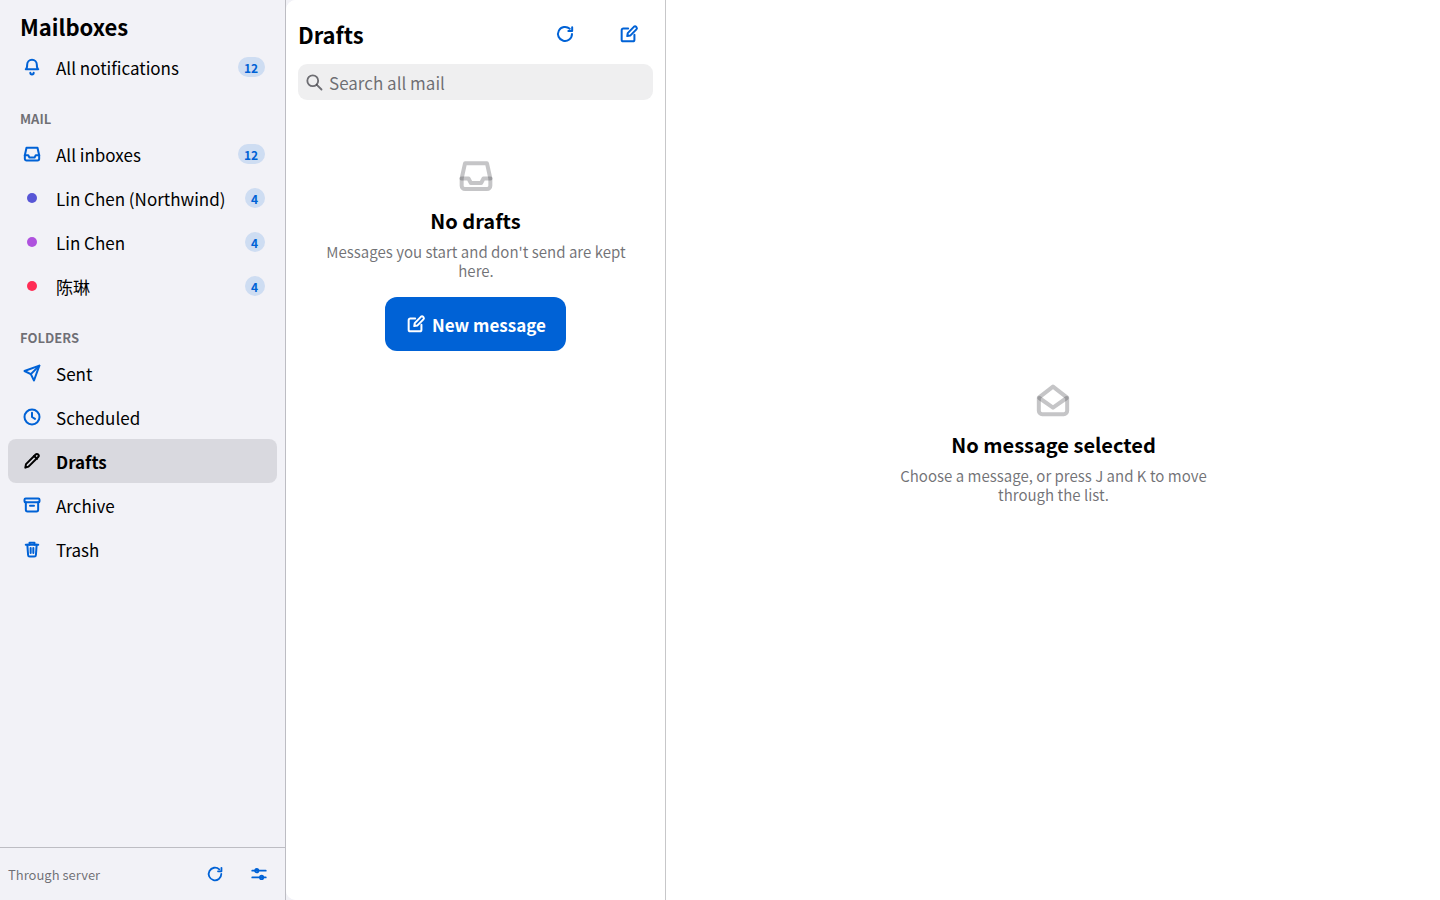 Mailboxes
All notifications 12
MAIL
All inboxes 12
Lin Chen (Northwind) 4
Lin Chen 4
陈琳 4
FOLDERS
Sent
Scheduled
Drafts
Archive
Trash
Through server
Drafts
Search all mail
No drafts
Messages you start and don't send are kept
here.
New message
No message selected
Choose a message, or press J and K to move
through the list.